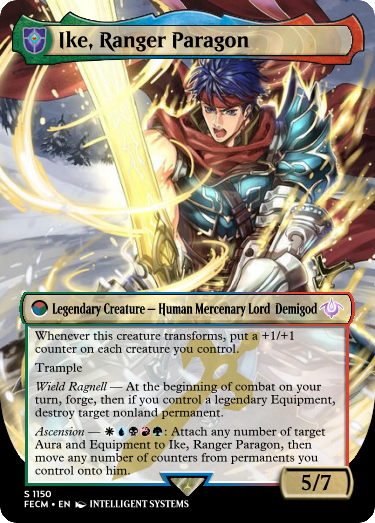 Ike, Ranger Paragon
Legendary Creature – Human Mercenary Lord Demigod
Whenever this creature transforms, put a +1/+1
counter on each creature you control.
Trample
Wield Ragnell — At the beginning of combat on your
turn, forge, then if you control a legendary Equipment,
destroy target nonland permanent.
Ascension — : Attach any number of target
Aura and Equipment to Ike, Ranger Paragon, then
move any number of counters from permanents you
control onto him.
5/7
S 1150
FECM • EN INTELLIGENT SYSTEMS